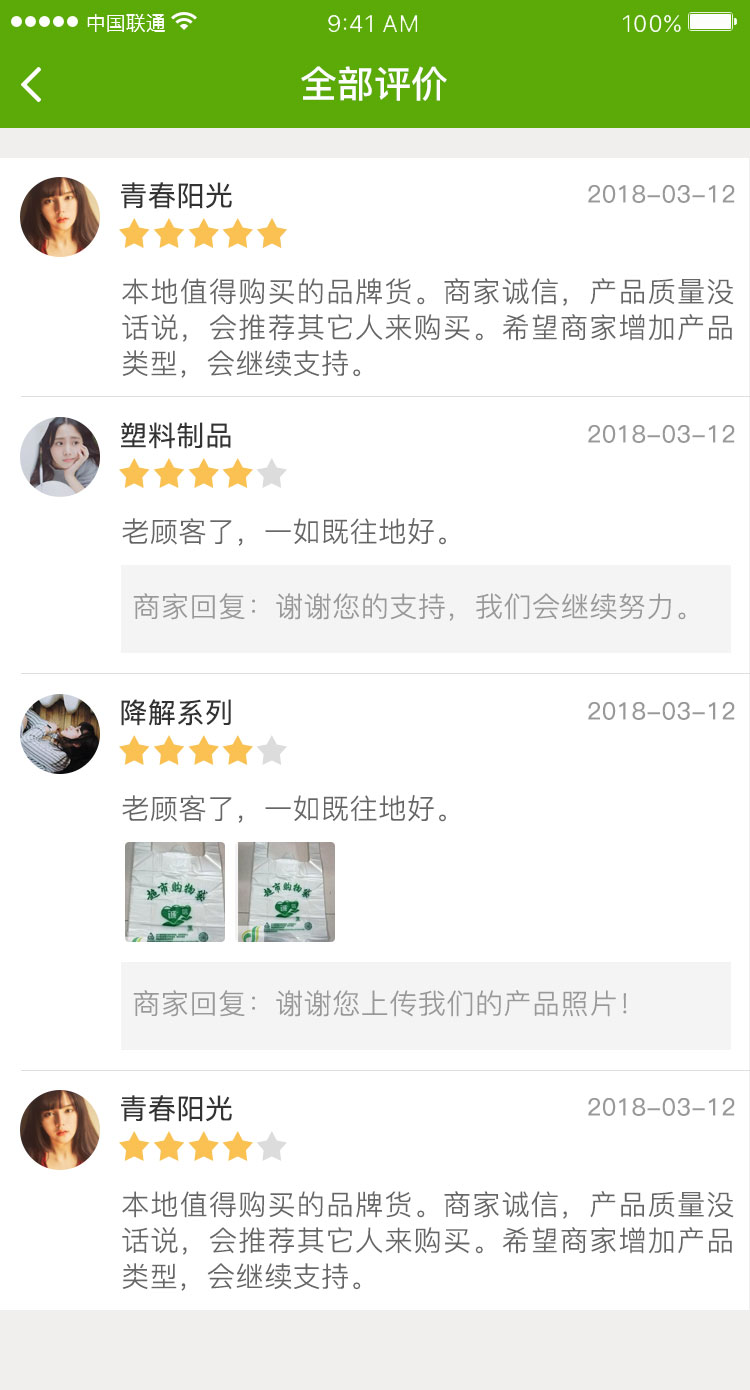 中国联通 9:41 AM 100%
全部评价
青春阳光 2018-03-12
本地值得购买的品牌货。商家诚信，产品质量没
话说，会推荐其它人来购买。希望商家增加产品
类型，会继续支持。
塑料制品 2018-03-12
老顾客了，一如既往地好。
商家回复：谢谢您的支持，我们会继续努力。
降解系列 2018-03-12
老顾客了，一如既往地好。
超市购物袋 超市购物袋
商家回复：谢谢您上传我们的产品照片！
青春阳光 2018-03-12
本地值得购买的品牌货。商家诚信，产品质量没
话说，会推荐其它人来购买。希望商家增加产品
类型，会继续支持。